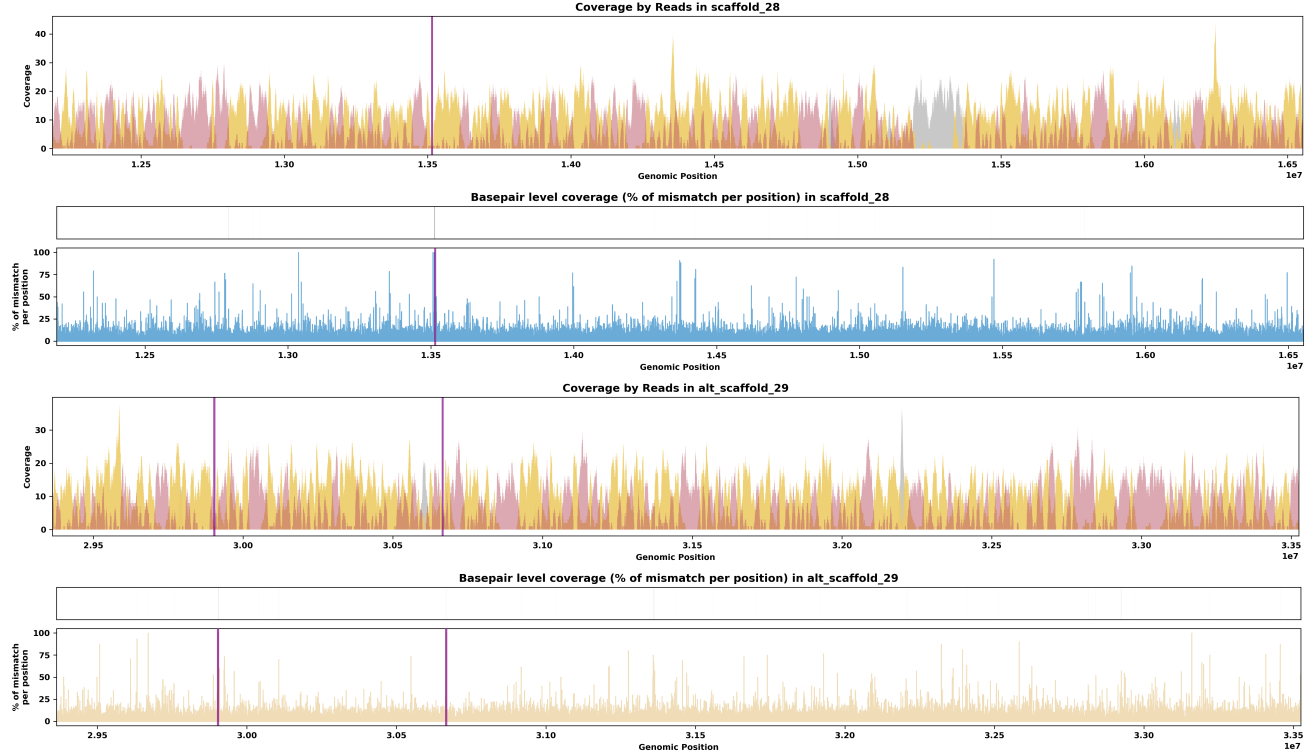 Coverage by Reads in scaffold_28
Coverage
40
30
20
10
0
1.25 1.30 1.35 1.40 1.45 1.50 1.55 1.60 1.65
Genomic Position
1e7
Basepair level coverage (% of mismatch per position) in scaffold_28
% of mismatch
per position
100
75
50
25
0
1.25 1.30 1.35 1.40 1.45 1.50 1.55 1.60 1.65
Genomic Position
1e7
Coverage by Reads in alt_scaffold_29
Coverage
30
20
10
0
2.95 3.00 3.05 3.10 3.15 3.20 3.25 3.30 3.35
Genomic Position
1e7
Basepair level coverage (% of mismatch per position) in alt_scaffold_29
% of mismatch
per position
100
75
50
25
0
2.95 3.00 3.05 3.10 3.15 3.20 3.25 3.30 3.35
Genomic Position
1e7